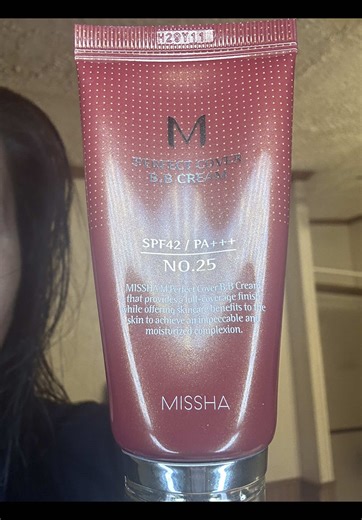 H29Y11
M
PERFECT COVER
B.B CREAM
SPF42 / PA+++
NO.25
MISSHA M Perfect Cover B.B Cream
that provides a full-coverage finish
while offering skincare benefits to the
skin to achieve an impeccable and
moisturized complexion.
MISSHA